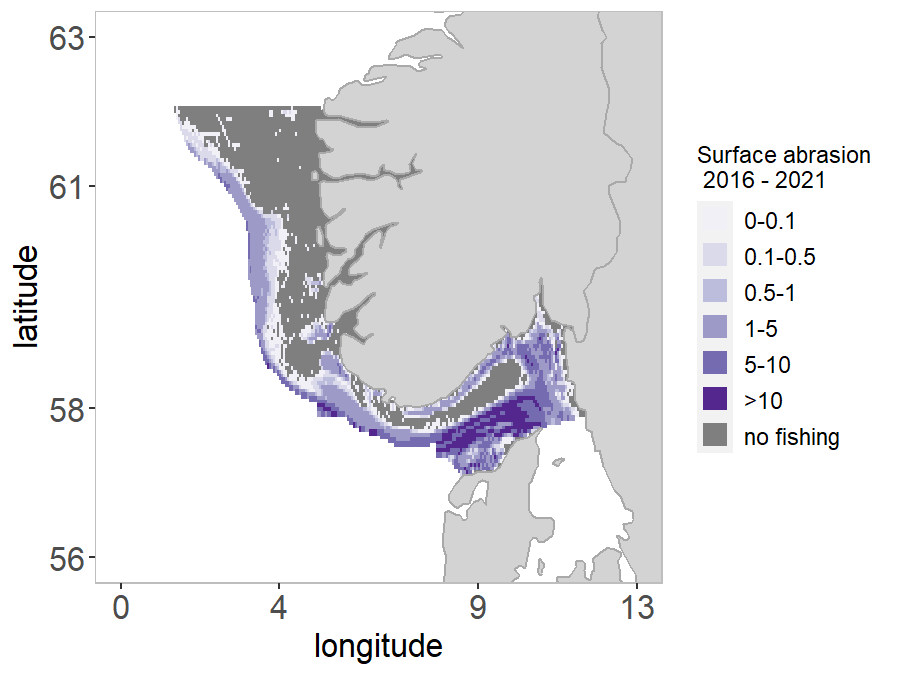 63
61
58
56
0
4
9
13
longitude
latitude
Surface abrasion
2016 - 2021
0-0.1
0.1-0.5
0.5-1
1-5
5-10
>10
no fishing